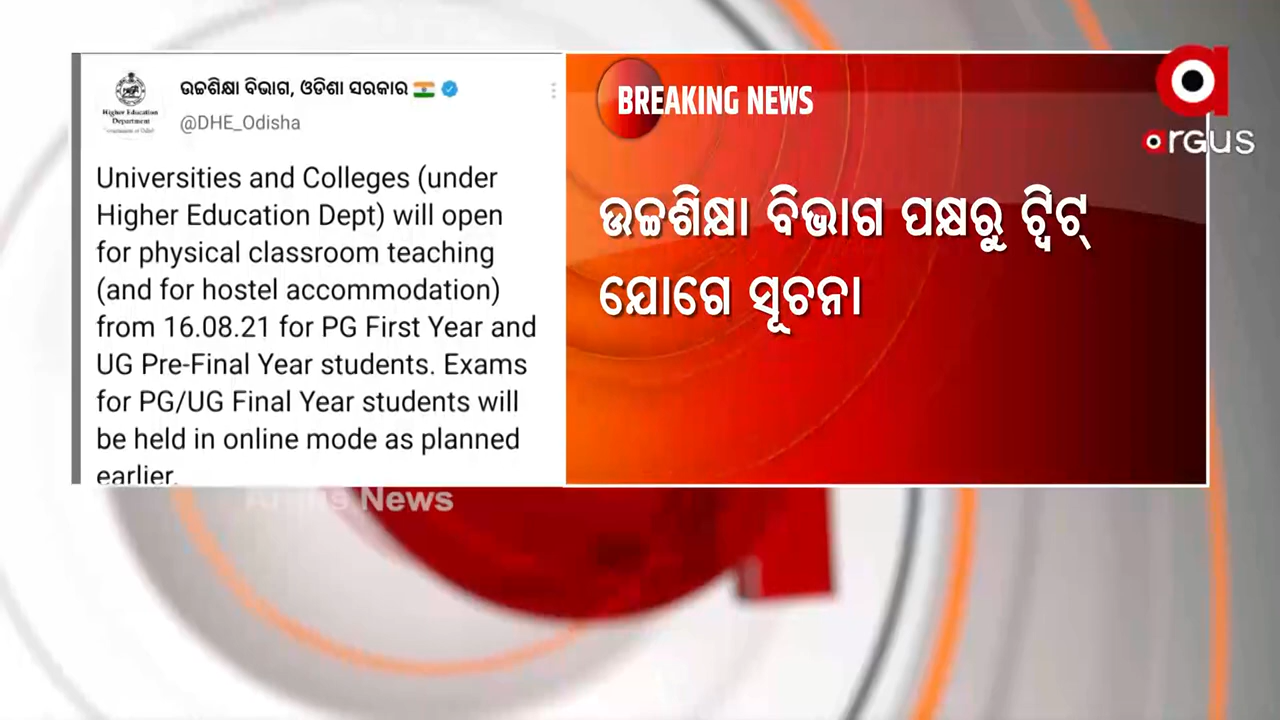 ଉଚ୍ଚଶିକ୍ଷା ବିଭାଗ, ଓଡିଶା ସରକାର
@DHE_Odisha
Higher Education
Department
Universities and Colleges (under
Higher Education Dept) will open
for physical classroom teaching
(and for hostel accommodation)
from 16.08.21 for PG First Year and
UG Pre-Final Year students. Exams
for PG/UG Final Year students will
be held in online mode as planned
earlier.
BREAKING NEWS
ଉଚ୍ଚଶିକ୍ଷା ବିଭାଗ ପକ୍ଷରୁ ଟ୍ୱିଟ୍
ଯୋଗେ ସୂଚନା
argus
Argus News